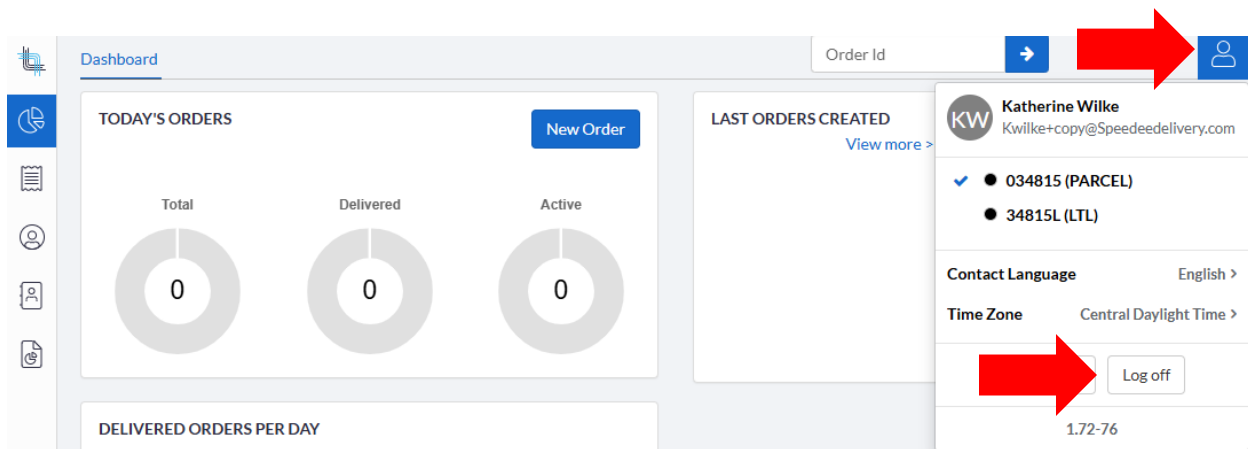 Dashboard
Order Id
TODAY'S ORDERS
New Order
Total
Delivered
Active
0
0
0
DELIVERED ORDERS PER DAY
LAST ORDERS CREATED
View more >
KW
Katherine Wilke
Kwilke+copy@Speedeedelivery.com
034815 (PARCEL)
34815L (LTL)
Contact Language English >
Time Zone Central Daylight Time >
Log off
1.72-76